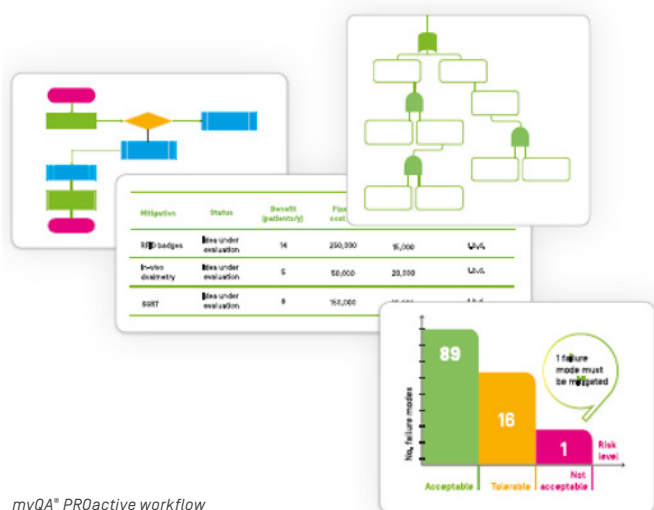 Mitigation Status Benefit
(patients/y)
RFID badges Idea under
evaluation 14 250,000 15,000 t.b.d.
In-vivo
dosimetry Idea under
evaluation 5 50,000 20,000 t.b.d.
SGRT Idea under
evaluation 150,000
No. failure modes
89
16
1
1 failure
mode must
be mitigated
Risk
level
Acceptable Tolerable Not
acceptable
myQA® PROactive workflow